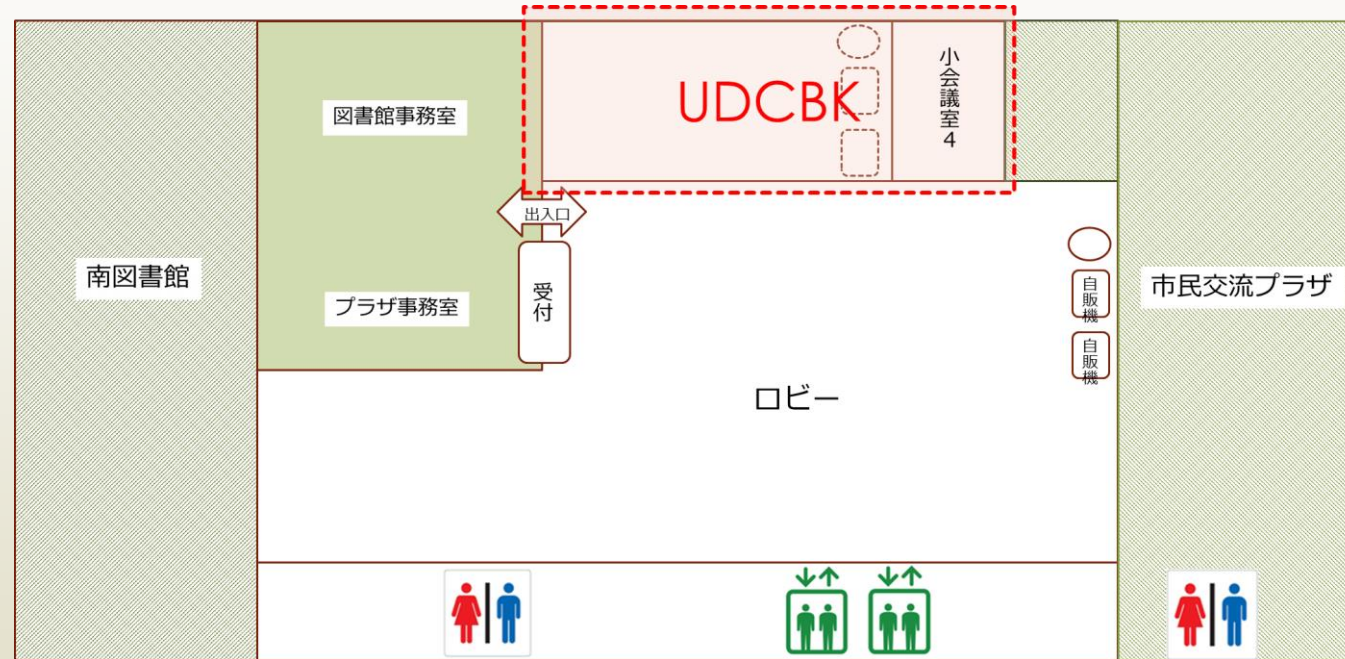 図書館事務室
UDCBK
小会議室4
出入口
南図書館
プラザ事務室
受付
自販機
自販機
市民交流プラザ
ロビー